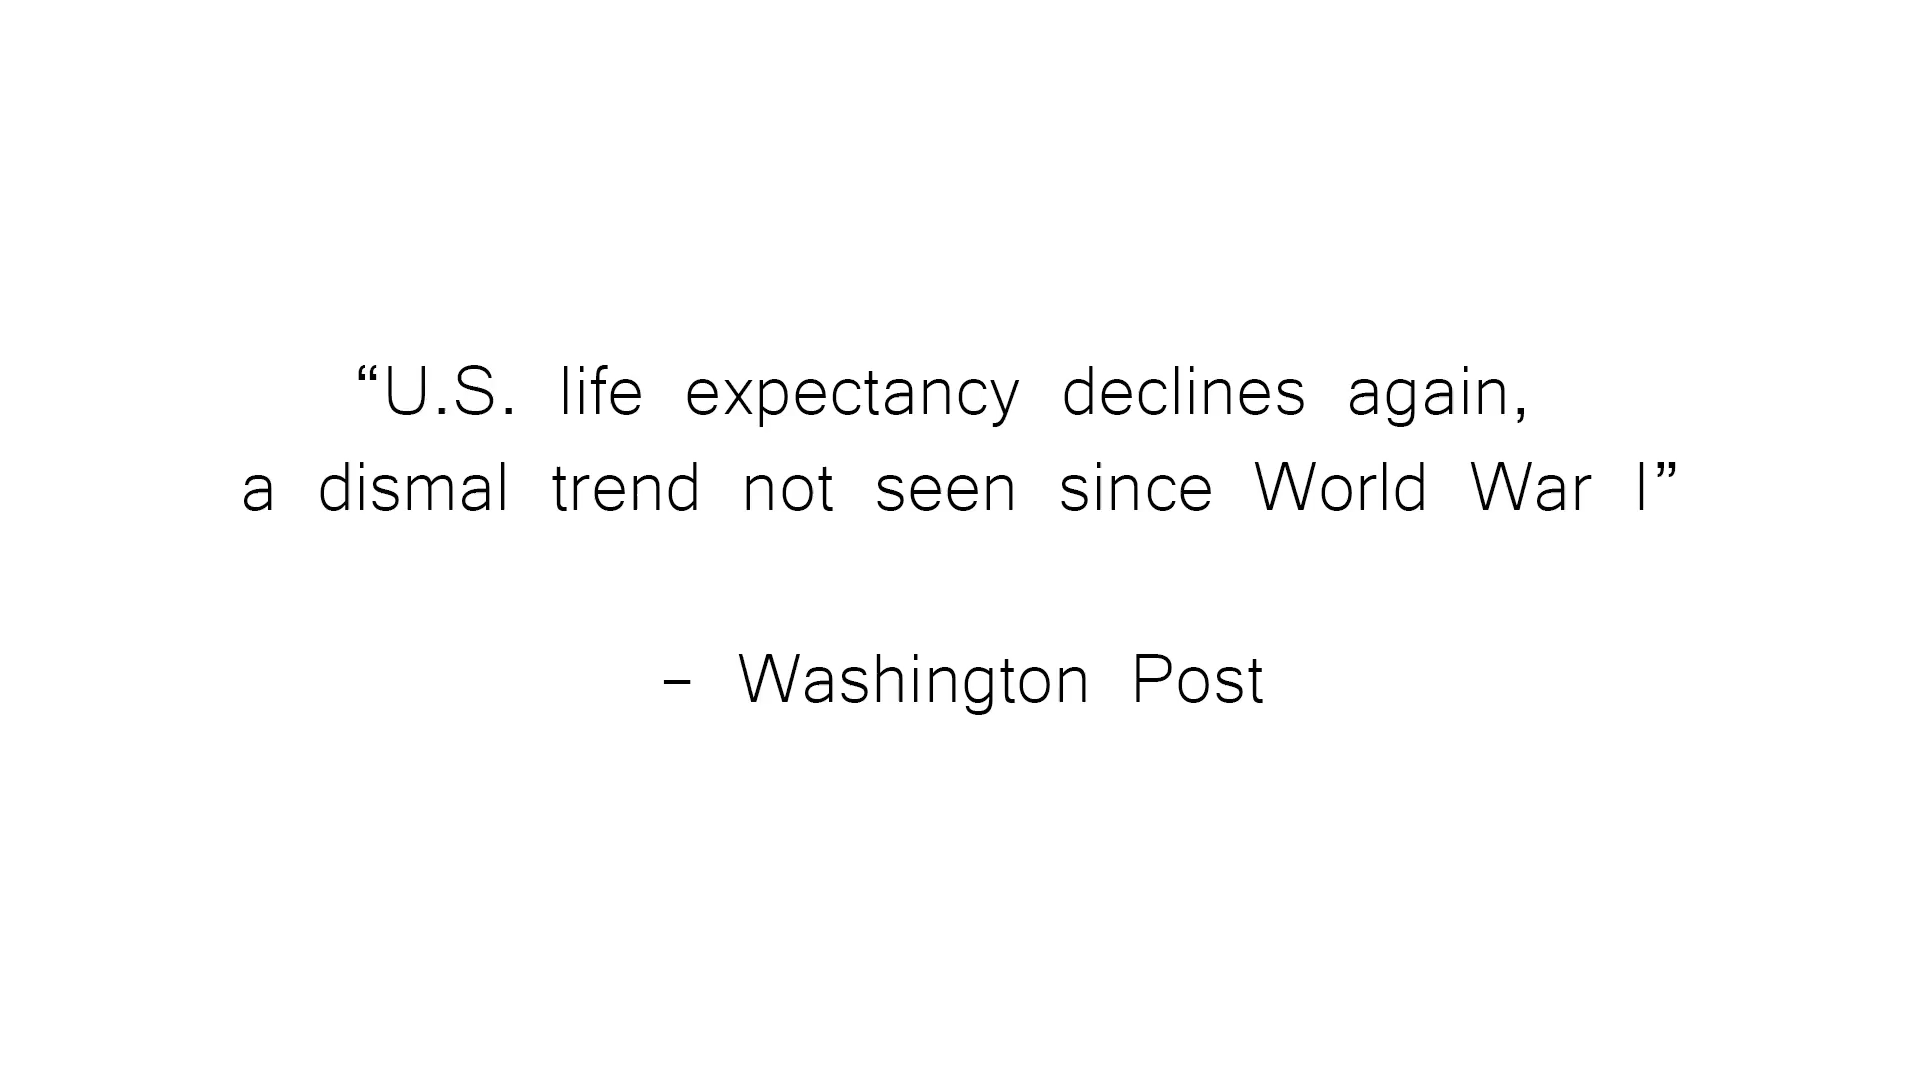 “U.S. life expectancy declines again,
a dismal trend not seen since World War I”
– Washington Post